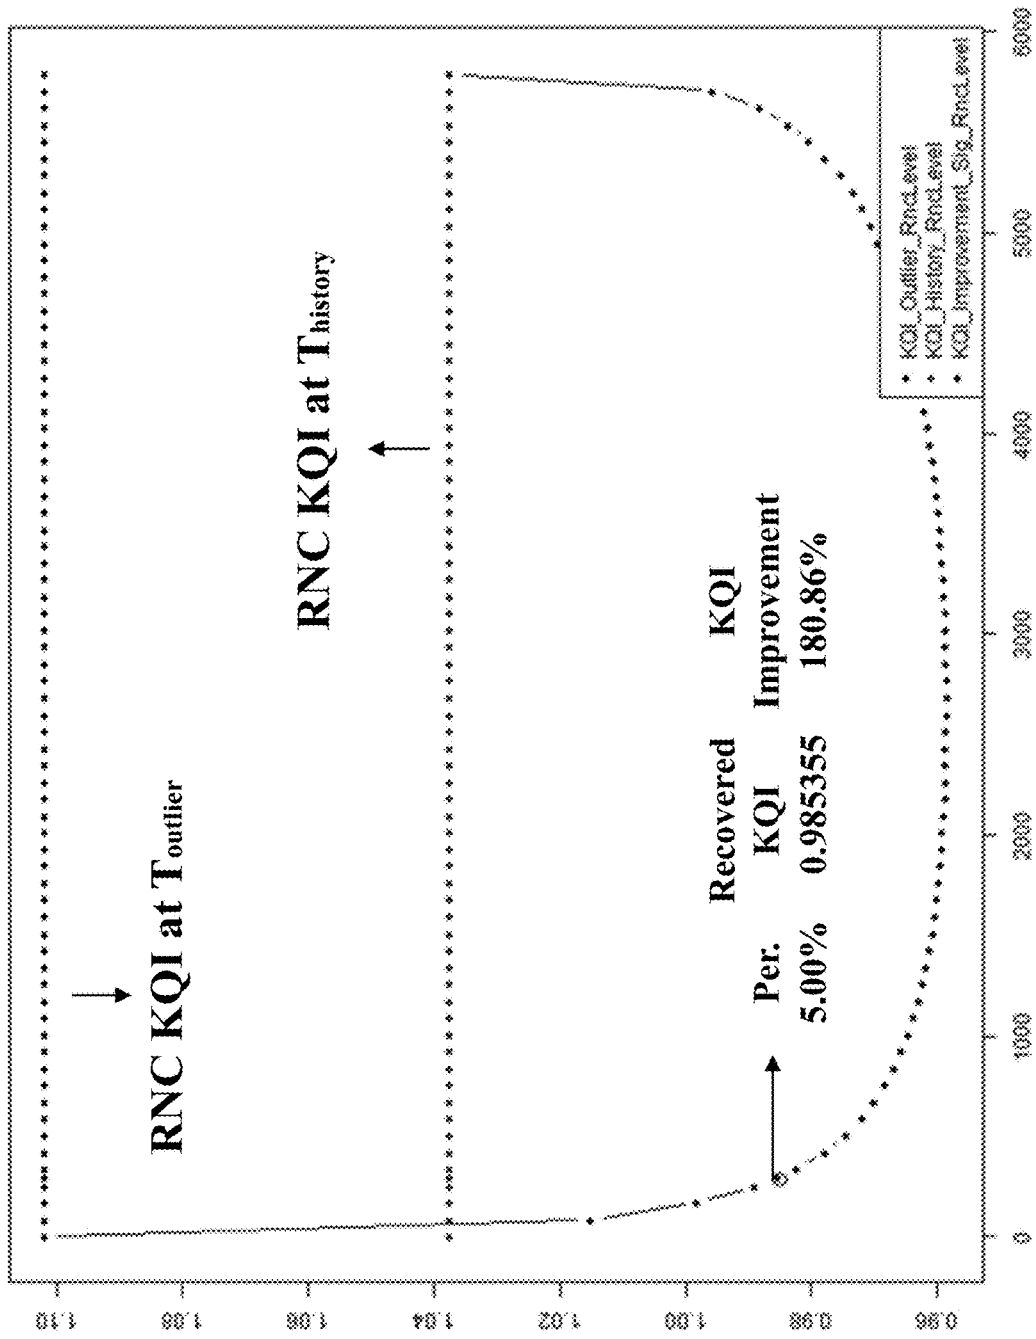 RNC KQI at Toutlier
RNC KQI at Thistory
Recovered KQI
Per. KQI Improvement
5.00% 0.985355 180.86%
KQI_Outlier_RncLevel
KQI_History_RncLevel
KQI_Improvement_Sig_RncLevel
1.10
1.08
1.06
1.04
1.02
1.00
0.98
0.96
0
1000
2000
3000
4000
5000
6000